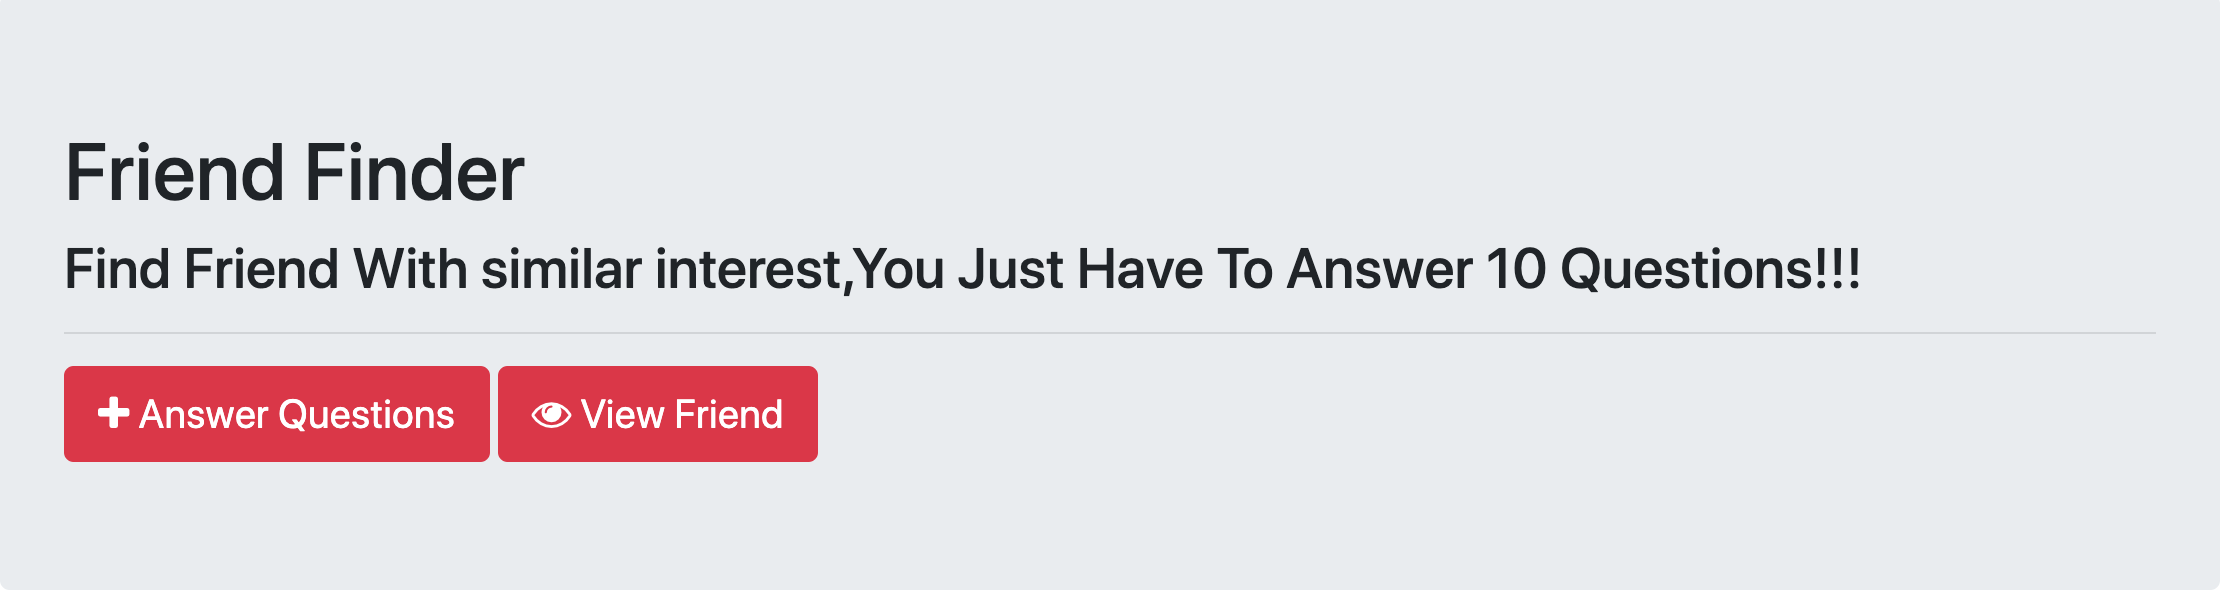 Friend Finder
Find Friend With similar interest,You Just Have To Answer 10 Questions!!!
Answer Questions View Friend